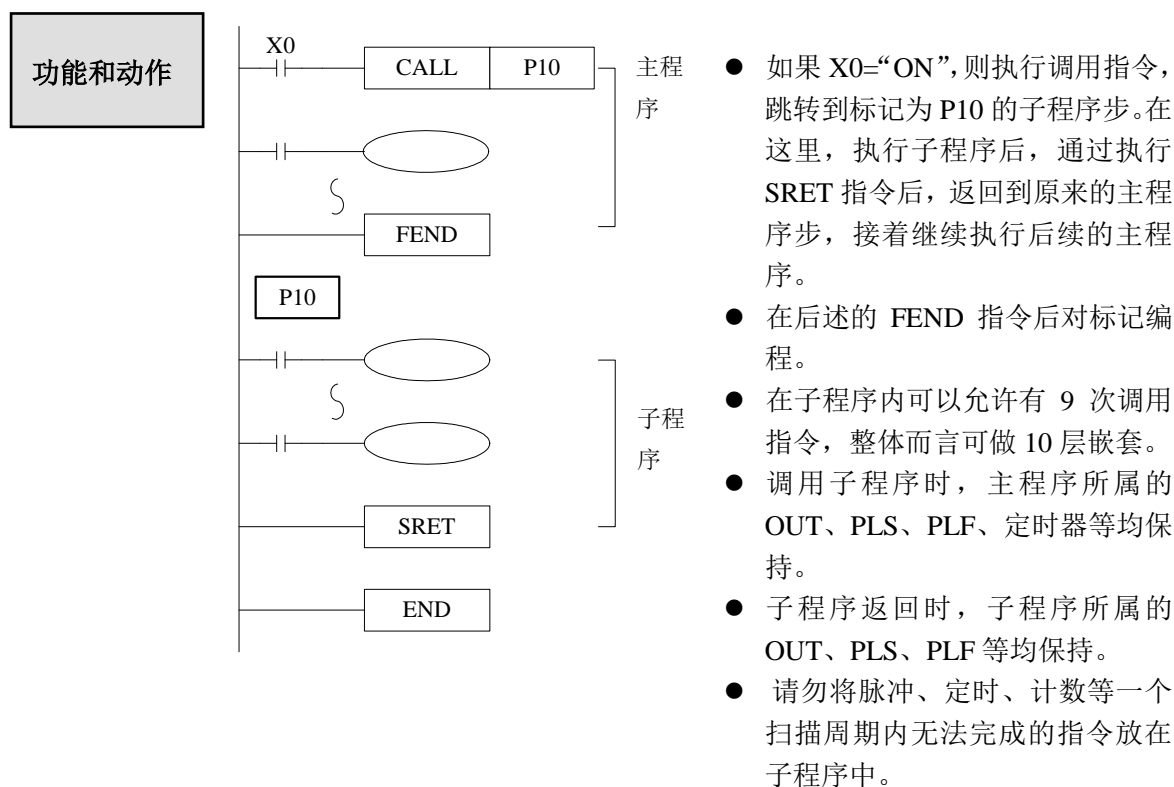 功能和动作
X0
CALL P10
主程
序
FEND
P10
子程
序
SRET
END
● 如果 X0=“ON”,则执行调用指令，
跳转到标记为 P10 的子程序步。在
这里，执行子程序后，通过执行
SRET 指令后，返回到原来的主程
序步，接着继续执行后续的主程
序。
● 在后述的 FEND 指令后对标记编
程。
● 在子程序内可以允许有 9 次调用
指令，整体而言可做 10 层嵌套。
● 调用子程序时，主程序所属的
OUT、PLS、PLF、定时器等均保
持。
● 子程序返回时，子程序所属的
OUT、PLS、PLF 等均保持。
● 请勿将脉冲、定时、计数等一个
扫描周期内无法完成的指令放在
子程序中。